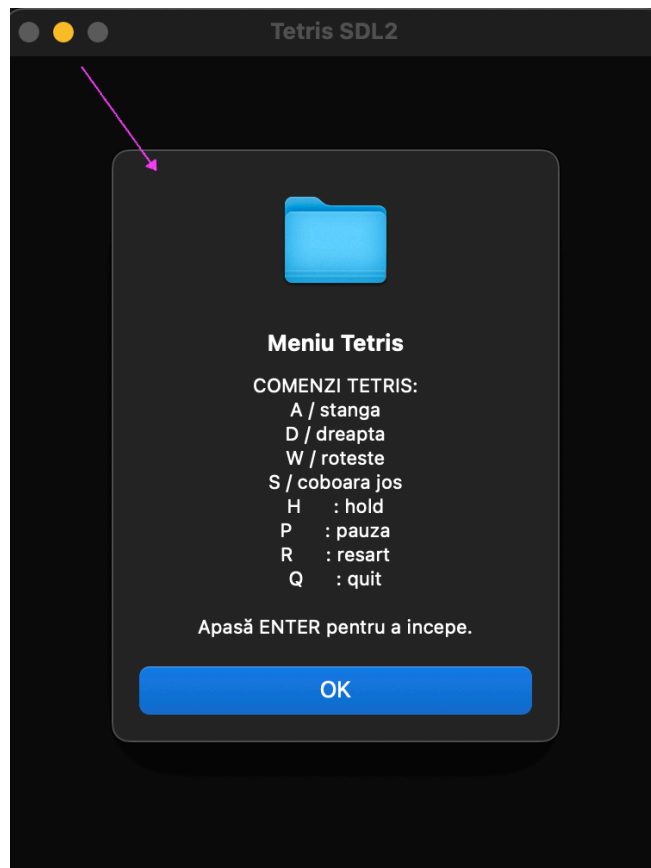 Tetris SDL2
Meniu Tetris
COMENZI TETRIS:
A / stanga
D / dreapta
W / roteste
S / coboara jos
H : hold
P : pauza
R : resart
Q : quit
Apasă ENTER pentru a incepe.
OK